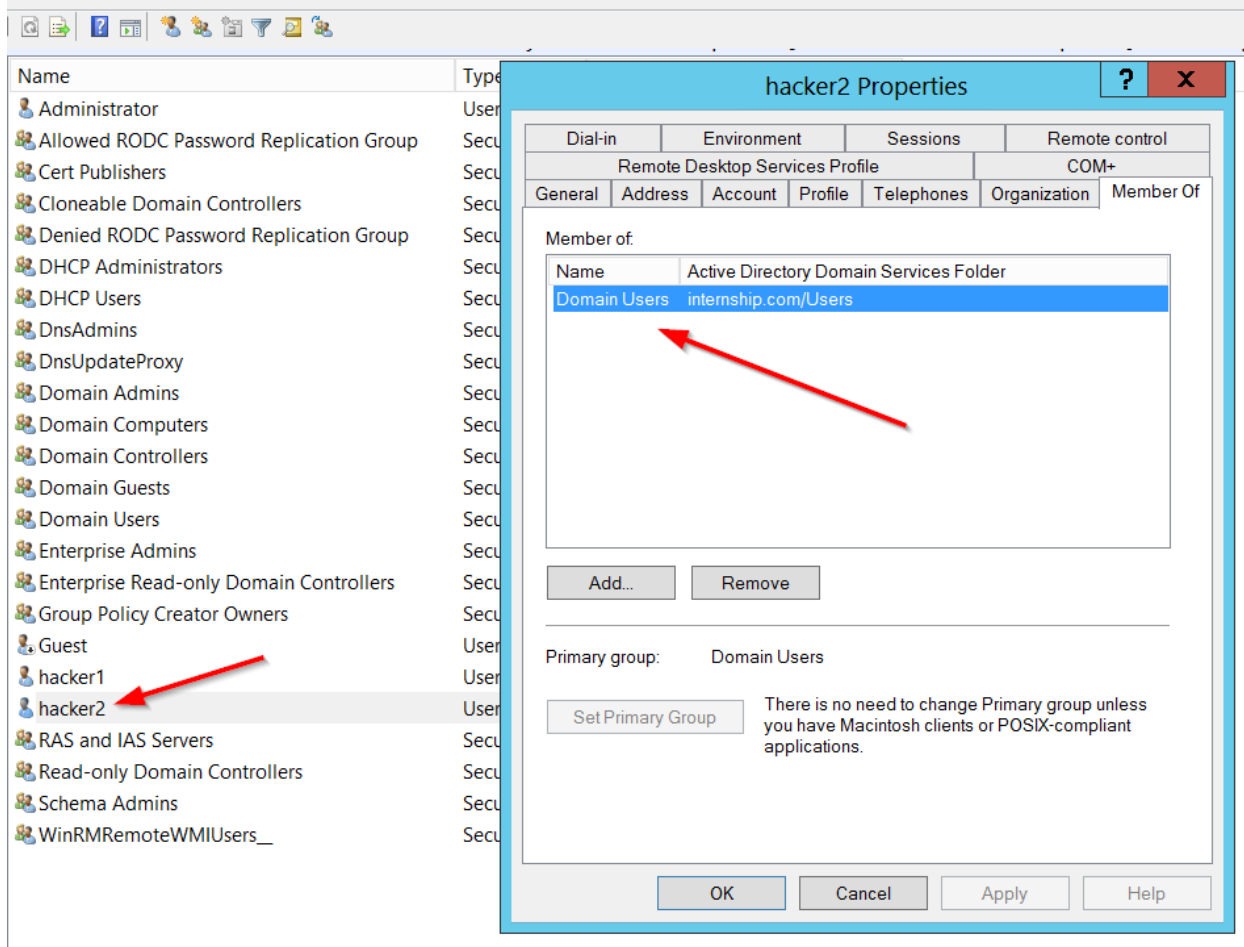 Name Type
Administrator User
Allowed RODC Password Replication Group Secu
Cert Publishers Secu
Cloneable Domain Controllers Secu
Denied RODC Password Replication Group Secu
DHCP Administrators Secu
DHCP Users Secu
DnsAdmins Secu
DnsUpdateProxy Secu
Domain Admins Secu
Domain Computers Secu
Domain Controllers Secu
Domain Guests Secu
Domain Users Secu
Enterprise Admins Secu
Enterprise Read-only Domain Controllers Secu
Group Policy Creator Owners Secu
Guest User
hacker1 User
hacker2 User
RAS and IAS Servers Secu
Read-only Domain Controllers Secu
Schema Admins Secu
WinRMRemoteWMIUsers__ Secu
hacker2 Properties ? X
Dial-in Environment Sessions Remote control
Remote Desktop Services Profile COM+
General Address Account Profile Telephones Organization Member Of
Member of:
Name Active Directory Domain Services Folder
Domain Users internship.com/Users
Add... Remove
Primary group: Domain Users
Set Primary Group
There is no need to change Primary group unless
you have Macintosh clients or POSIX-compliant
applications.
OK Cancel Apply Help